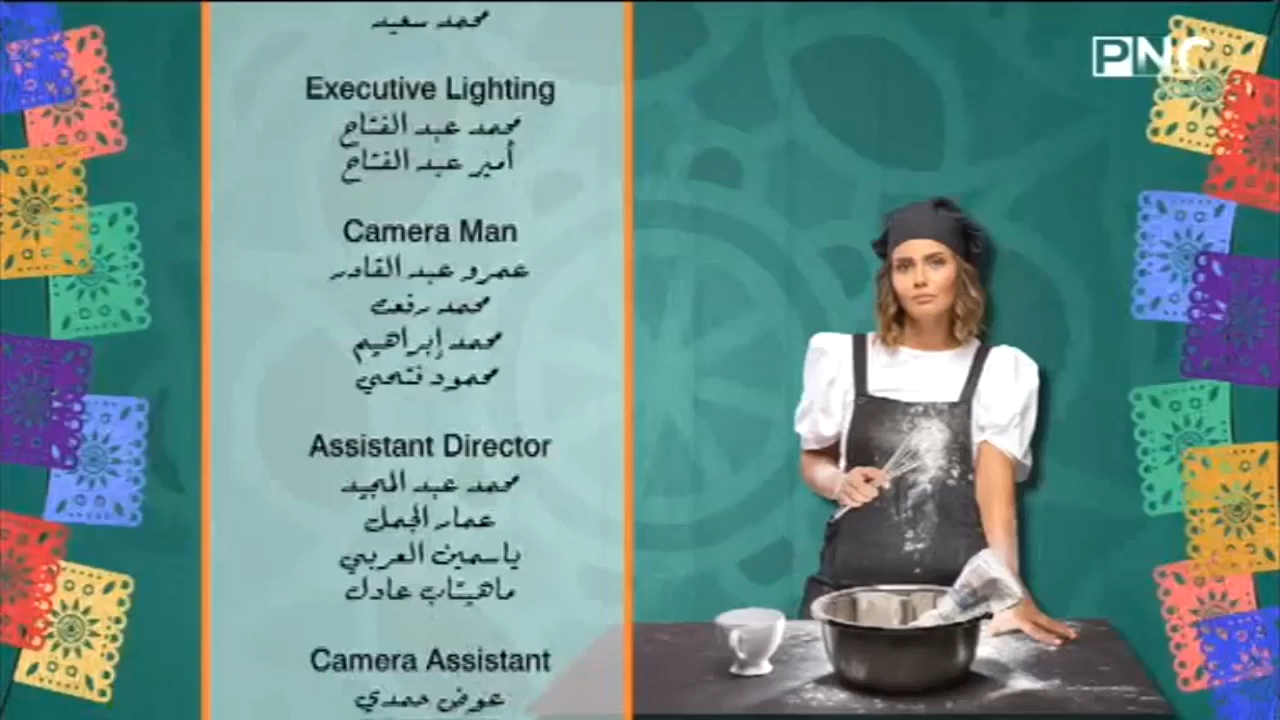 محمد سعيد
PNC
Executive Lighting
محمد عبد الفتاح
أمير عبد الفتاح
Camera Man
عمرو عبد القادر
محمد رفعت
محمد إبراهيم
محمود فتحي
Assistant Director
محمد عبد المجيد
عمار الجمل
ياسمين العربي
ماهيتاب عادل
Camera Assistant
عوض حمدي